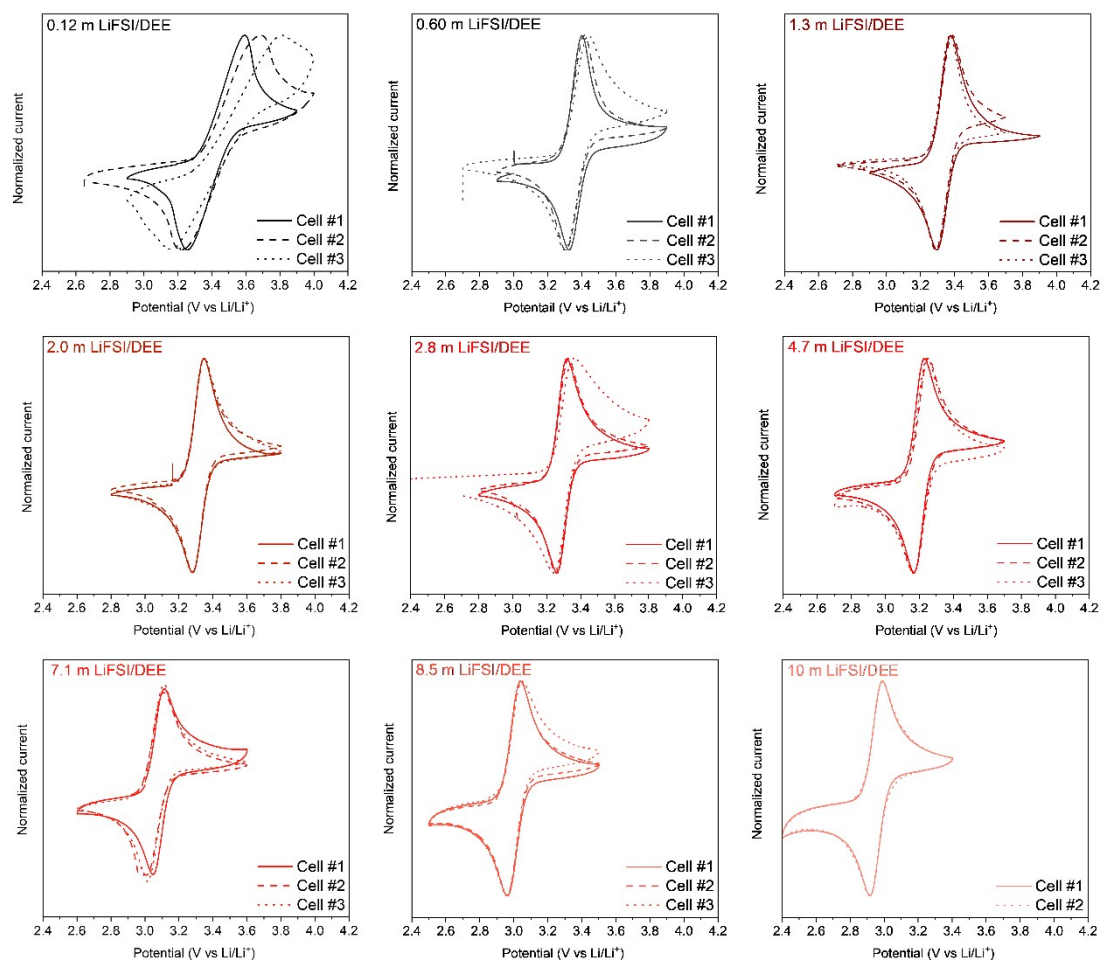 0.12 m LiFSI/DEE
Normalized current
Cell #1
Cell #2
Cell #3
2.4 2.6 2.8 3.0 3.2 3.4 3.6 3.8 4.0 4.2
Potential (V vs Li/Li⁺)
0.60 m LiFSI/DEE
Normalized current
Cell #1
Cell #2
Cell #3
2.4 2.6 2.8 3.0 3.2 3.4 3.6 3.8 4.0 4.2
Potentail (V vs Li/Li⁺)
1.3 m LiFSI/DEE
Normalized current
Cell #1
Cell #2
Cell #3
2.4 2.6 2.8 3.0 3.2 3.4 3.6 3.8 4.0 4.2
Potential (V vs Li/Li⁺)
2.0 m LiFSI/DEE
Normalized current
Cell #1
Cell #2
Cell #3
2.4 2.6 2.8 3.0 3.2 3.4 3.6 3.8 4.0 4.2
Potential (V vs Li/Li⁺)
2.8 m LiFSI/DEE
Normalized current
Cell #1
Cell #2
Cell #3
2.4 2.6 2.8 3.0 3.2 3.4 3.6 3.8 4.0 4.2
Potential (V vs Li/Li⁺)
4.7 m LiFSI/DEE
Normalized current
Cell #1
Cell #2
Cell #3
2.4 2.6 2.8 3.0 3.2 3.4 3.6 3.8 4.0 4.2
Potential (V vs Li/Li⁺)
7.1 m LiFSI/DEE
Normalized current
Cell #1
Cell #2
Cell #3
2.4 2.6 2.8 3.0 3.2 3.4 3.6 3.8 4.0 4.2
Potential (V vs Li/Li⁺)
8.5 m LiFSI/DEE
Normalized current
Cell #1
Cell #2
Cell #3
2.4 2.6 2.8 3.0 3.2 3.4 3.6 3.8 4.0 4.2
Potential (V vs Li/Li⁺)
10 m LiFSI/DEE
Normalized current
Cell #1
Cell #2
2.4 2.6 2.8 3.0 3.2 3.4 3.6 3.8 4.0 4.2
Potential (V vs Li/Li⁺)